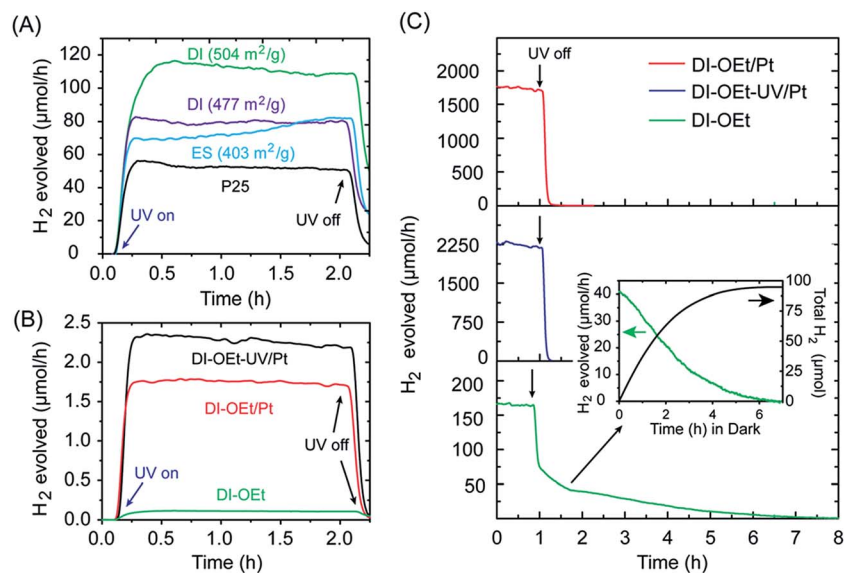 (A)
H2 evolved (μmol/h)
120
100
80
60
40
20
0
DI (504 m²/g)
DI (477 m²/g)
ES (403 m²/g)
P25
UV on
UV off
0.0
0.5
1.0
1.5
2.0
Time (h)
(B)
H2 evolved (μmol/h)
2.5
2.0
1.5
1.0
0.5
0.0
DI-OEt-UV/Pt
DI-OEt/Pt
UV off
UV on
DI-OEt
0.0
0.5
1.0
1.5
2.0
Time (h)
(C)
H2 evolved (μmol/h)
2000
1500
1000
500
0
UV off
DI-OEt/Pt
DI-OEt-UV/Pt
DI-OEt
2250
1500
750
0
150
100
50
H2 evolved (μmol/h)
40
30
20
10
0
100
75
50
25
0
Total H2 (μmol)
0
2
4
6
Time (h) in Dark
0
1
2
3
4
5
6
7
8
Time (h)